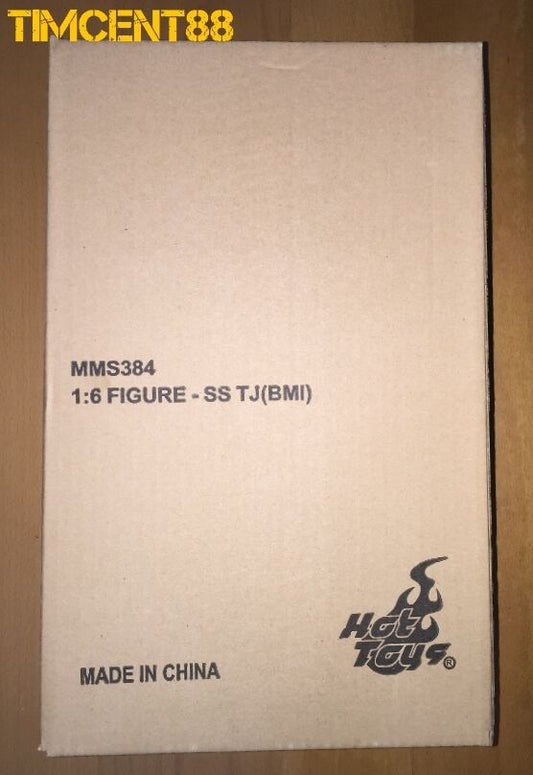 TIMCENT88
MMS384
1:6 FIGURE - SS TJ(BMI)
Hot
Toys®
MADE IN CHINA